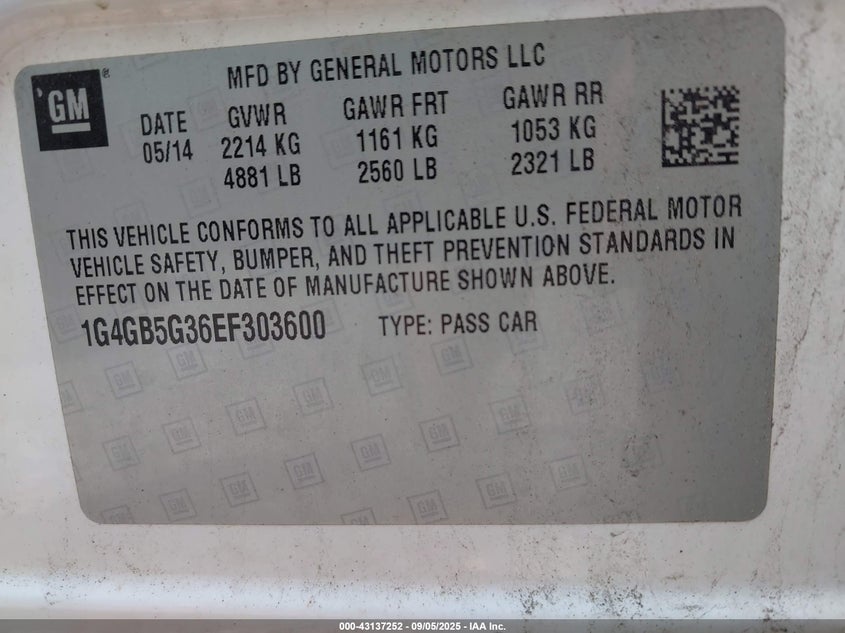 GM®
MFD BY GENERAL MOTORS LLC
DATE GVWR GAWR FRT GAWR RR
05/14 2214 KG 1161 KG 1053 KG
4881 LB 2560 LB 2321 LB
THIS VEHICLE CONFORMS TO ALL APPLICABLE U.S. FEDERAL MOTOR
VEHICLE SAFETY, BUMPER, AND THEFT PREVENTION STANDARDS IN
EFFECT ON THE DATE OF MANUFACTURE SHOWN ABOVE.
1G4GB5G36EF303600 TYPE: PASS CAR
000-43137252 - 09/05/2025 - IAA Inc.